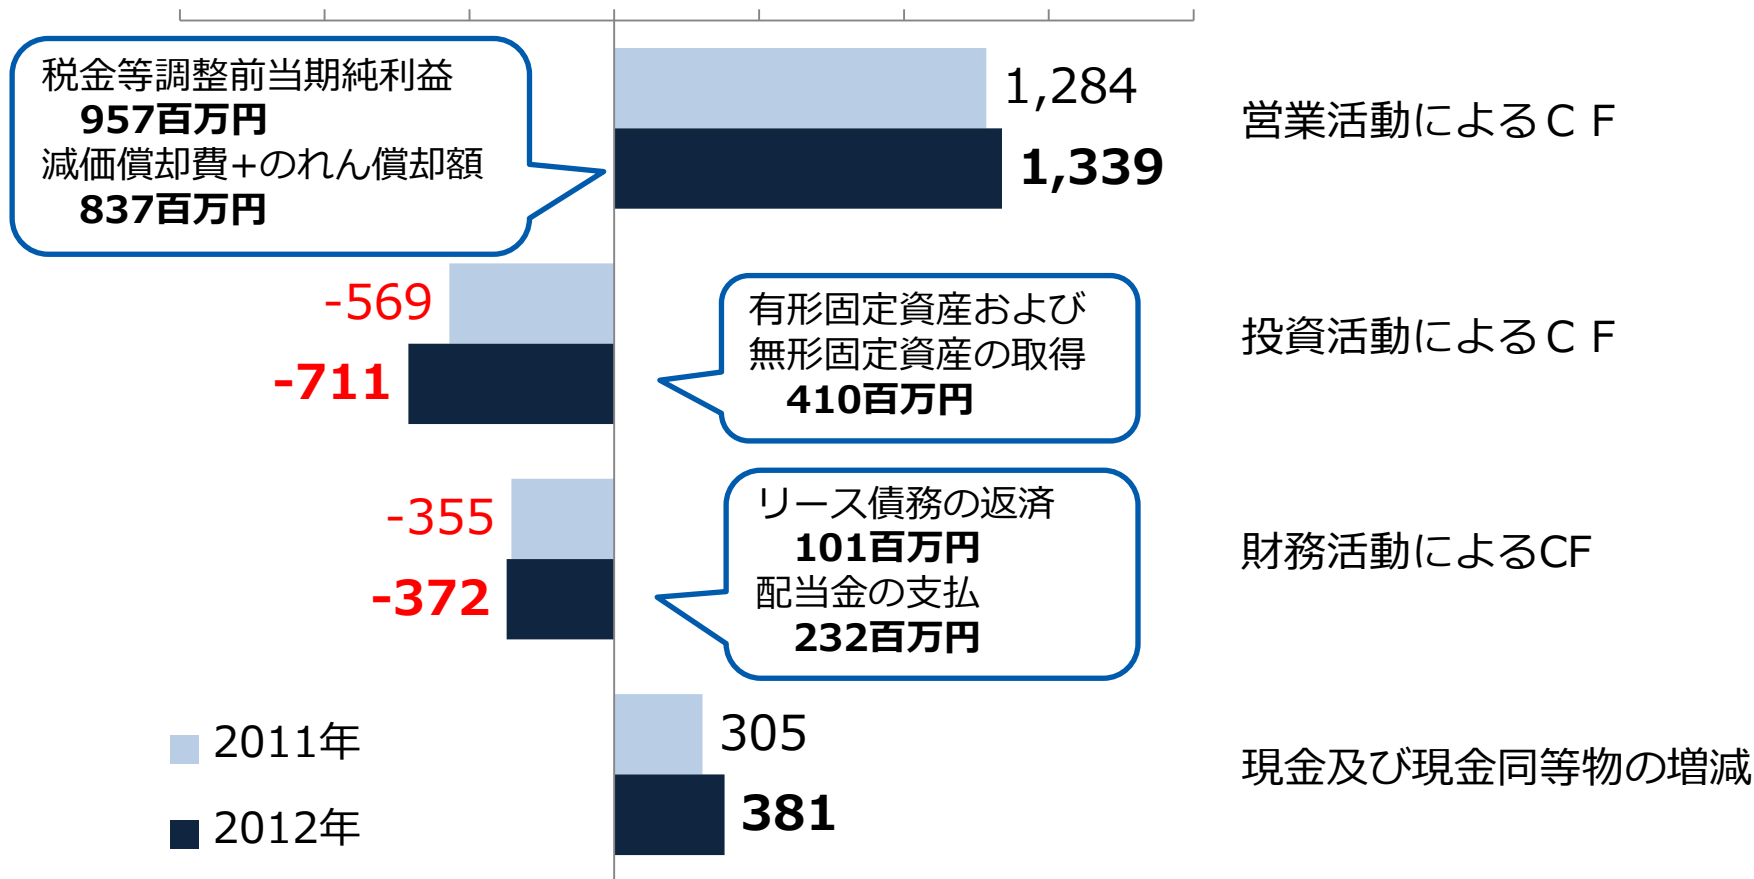 税金等調整前当期純利益
957百万円
減価償却費+のれん償却額
837百万円
1,284
1,339
営業活動によるＣＦ
-569
-711
有形固定資産および
無形固定資産の取得
410百万円
投資活動によるＣＦ
-355
-372
リース債務の返済
101百万円
配当金の支払
232百万円
財務活動によるCF
305
381
現金及び現金同等物の増減
2011年
2012年